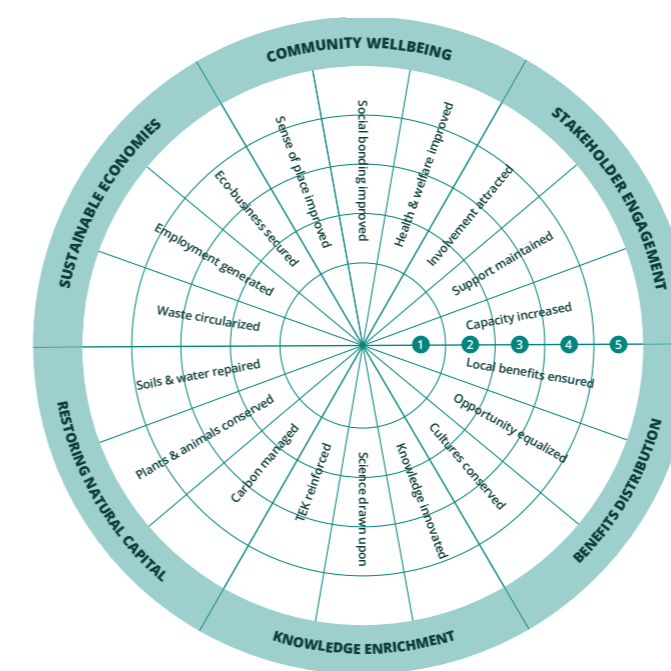 COMMUNITY WELLBEING
STAKEHOLDER ENGAGEMENT
BENEFITS DISTRIBUTION
KNOWLEDGE ENRICHMENT
RESTORING NATURAL CAPITAL
SUSTAINABLE ECONOMIES
Sense of place improved
Social bonding improved
Health & welfare improved
Involvement attracted
Support maintained
Capacity increased
1
2
3
4
5
Local benefits ensured
Opportunity equalized
Cultures conserved
Knowledge innovated
Science drawn upon
TEK reinforced
Carbon managed
Plants & animals conserved
Soils & water repaired
Waste circularized
Employment generated
Eco-business secured